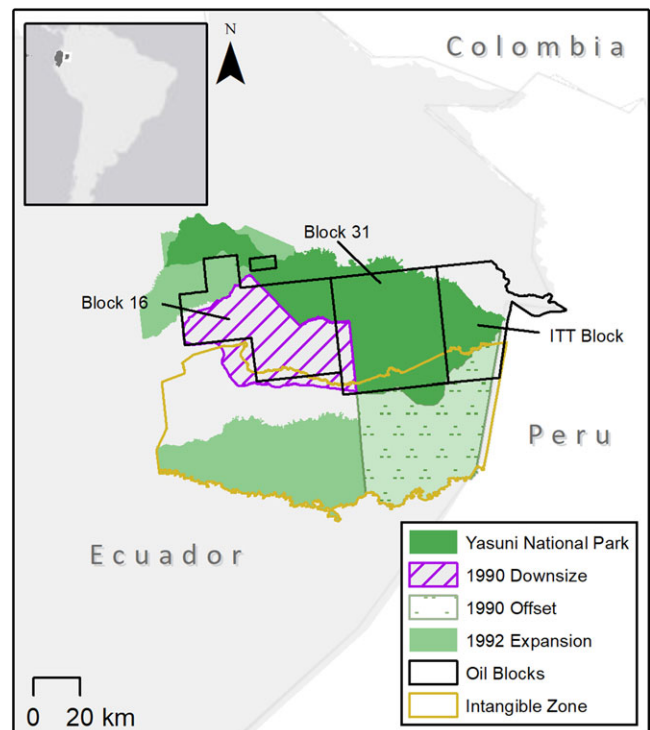 Colombia
N
Block 31
Block 16
ITT Block
Peru
Ecuador
Yasuni National Park
1990 Downsize
1990 Offset
1992 Expansion
Oil Blocks
Intangible Zone
0 20 km